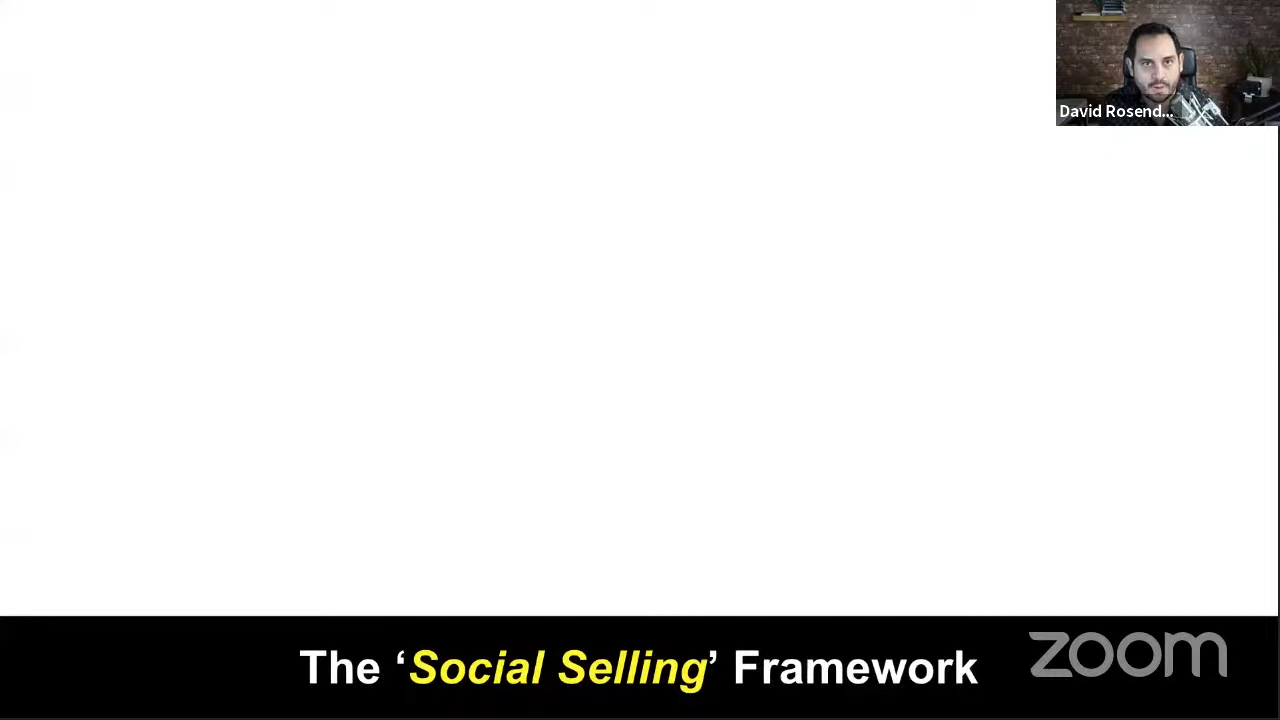 David Rosend...
The ‘Social Selling’ Framework
zoom